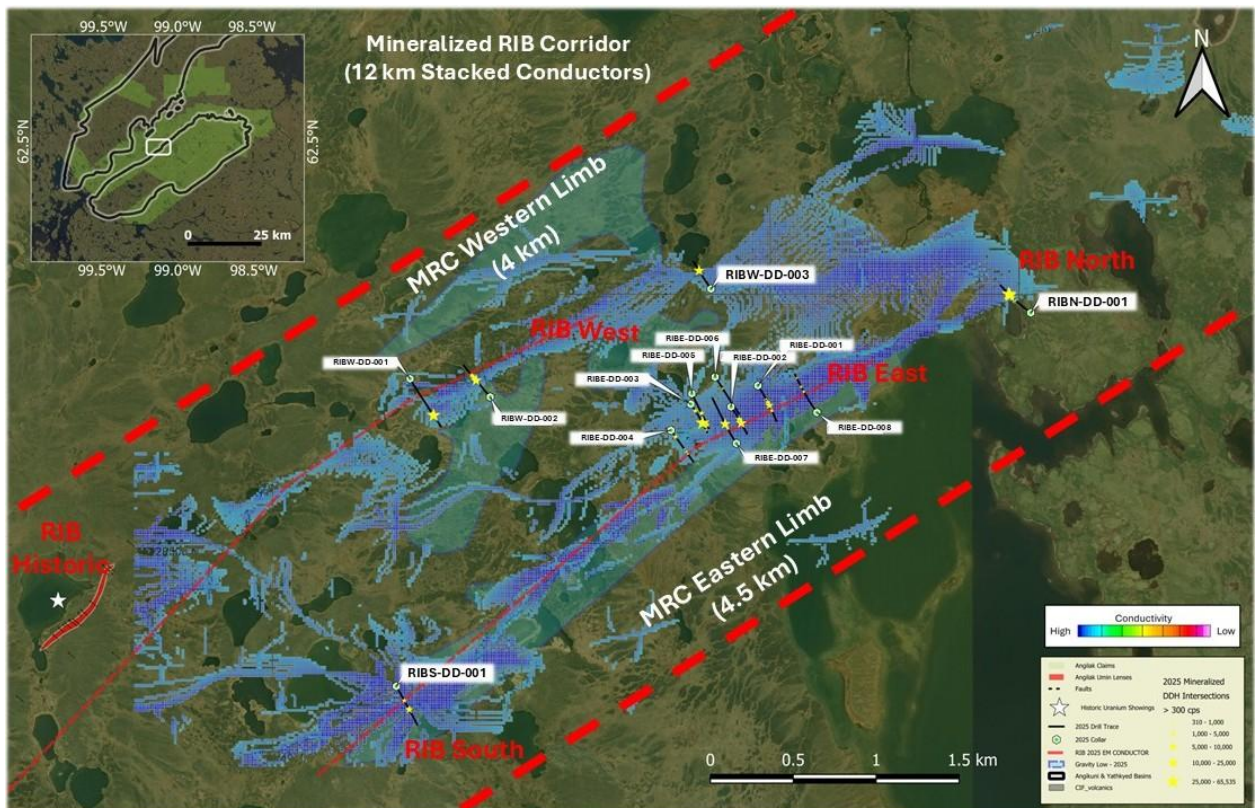 99.5°W 99.0°W 98.5°W
62.5°N
62.5°N
0 25 km
99.5°W 99.0°W 98.5°W
Mineralized RIB Corridor
(12 km Stacked Conductors)
N
MRC Western Limb
(4 km)
RIBW-DD-003
RIB North
RIBN-DD-001
RIB West
RIBE-DD-006
RIBE-DD-005
RIBE-DD-002
RIBE-DD-001
RIBW-DD-001
RIBE-DD-003
RIB East
RIBW-DD-002
RIBE-DD-004
RIBE-DD-008
RIBE-DD-007
RIB
Historic
MRC Eastern Limb
(4.5 km)
RIBS-DD-001
RIB South
0 1 1.5 km
Conductivity
High Low
Angilak Claims
Angilak Umin Lenses
Faults
Historic Uranium Showings
2025 Drill Trace
2025 Collar
RIB 2025 EM CONDUCTOR
Gravity Low - 2025
Angikuni & Yathkyed Basins
CIF_volcanics
2025 Mineralized
DDH Intersections
> 300 cps
310 - 1,000
1,000 - 5,000
5,000 - 10,000
10,000 - 25,000
25,000 - 65,535